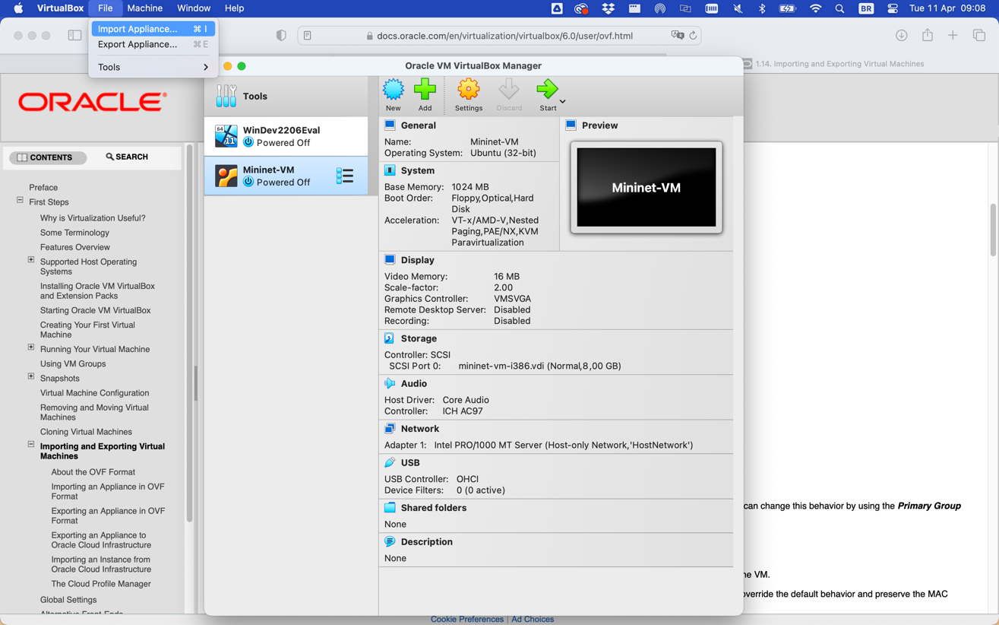 VirtualBox File Machine Window Help BR Tue 11 Apr 09:08
Import Appliance... ⌘ I
Export Appliance... ⌘ E
Tools
docs.oracle.com/en/virtualization/virtualbox/6.0/user/ovf.html
1.14. Importing and Exporting Virtual Machines
ORACLE®
CONTENTS
SEARCH
Preface
First Steps
Why is Virtualization Useful?
Some Terminology
Features Overview
Supported Host Operating
Systems
Installing Oracle VM VirtualBox
and Extension Packs
Starting Oracle VM VirtualBox
Creating Your First Virtual
Machine
Running Your Virtual Machine
Using VM Groups
Snapshots
Virtual Machine Configuration
Removing and Moving Virtual
Machines
Cloning Virtual Machines
Importing and Exporting Virtual
Machines
About the OVF Format
Importing an Appliance in OVF
Format
Exporting an Appliance in OVF
Format
Exporting an Appliance to
Oracle Cloud Infrastructure
Importing an Instance from
Oracle Cloud Infrastructure
The Cloud Profile Manager
Global Settings
Alternative Front-Ends
Oracle VM VirtualBox Manager
Tools
64
11
WinDev2206Eval
Powered Off
Mininet-VM
Powered Off
New Add Settings Discard Start
General
Name: Mininet-VM
Operating System: Ubuntu (32-bit)
System
Base Memory: 1024 MB
Boot Order: Floppy,Optical,Hard
Disk
Acceleration: VT-x/AMD-V,Nested
Paging,PAE/NX,KVM
Paravirtualization
Preview
Mininet-VM
Display
Video Memory: 16 MB
Scale-factor: 2.00
Graphics Controller: VMSVGA
Remote Desktop Server: Disabled
Recording: Disabled
Storage
Controller: SCSI
SCSI Port 0: mininet-vm-i386.vdi (Normal,8,00 GB)
Audio
Host Driver: Core Audio
Controller: ICH AC97
Network
Adapter 1: Intel PRO/1000 MT Server (Host-only Network,'HostNetwork')
USB
USB Controller: OHCI
Device Filters: 0 (0 active)
Shared folders
None
Description
None
can change this behavior by using the Primary Group
ne VM.
override the default behavior and preserve the MAC
Cookie Preferences | Ad Choices